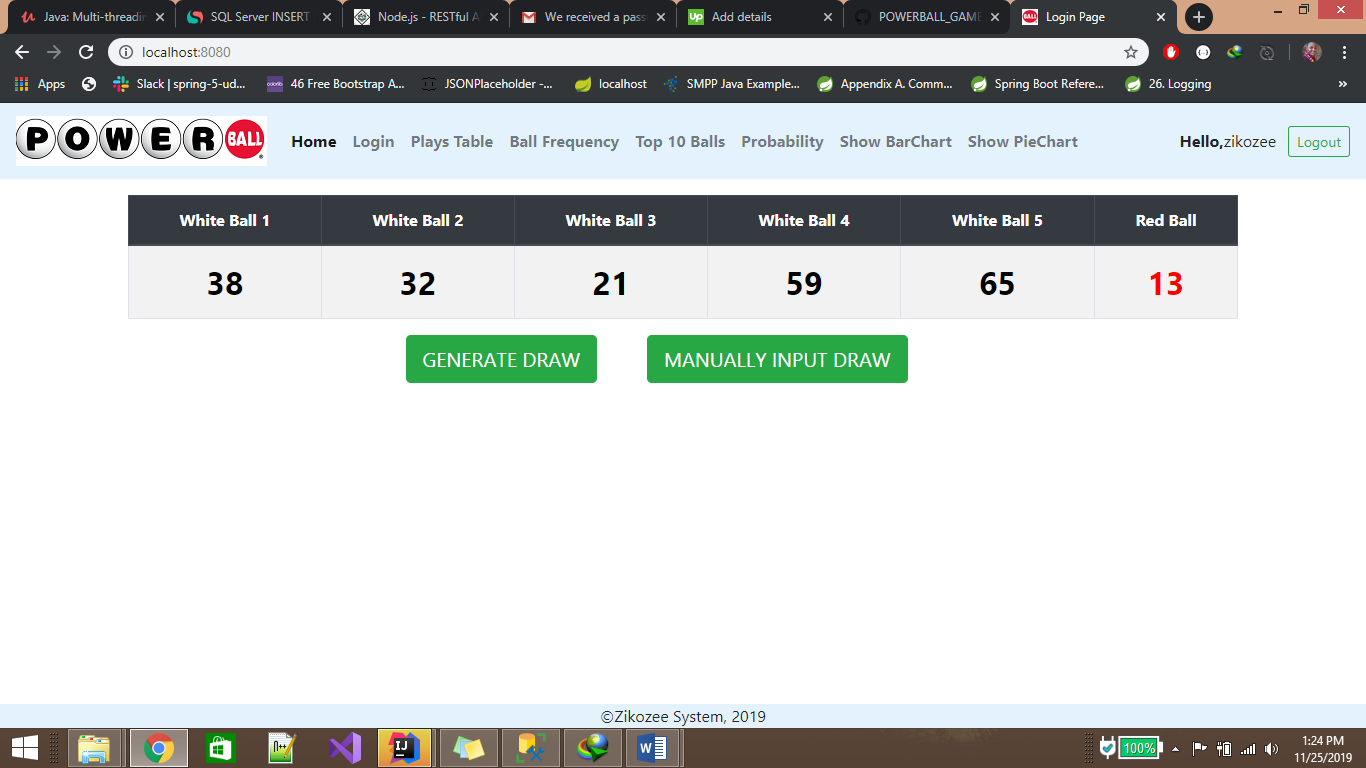 Java: Multi-threadin
SQL Server INSERT
Node.js - RESTful A
We received a pass
Add details
POWERBALL_GAME
Login Page
localhost:8080
Apps
Slack | spring-5-ud...
46 Free Bootstrap A...
JSONPlaceholder -...
localhost
SMPP Java Example...
Appendix A. Comm...
Spring Boot Refere...
26. Logging
»
POWER BALL
Home Login Plays Table Ball Frequency Top 10 Balls Probability Show BarChart Show PieChart
Hello,zikozee Logout
White Ball 1 White Ball 2 White Ball 3 White Ball 4 White Ball 5 Red Ball
38 32 21 59 65 13
GENERATE DRAW MANUALLY INPUT DRAW
©Zikozee System, 2019
100%
1:24 PM
11/25/2019